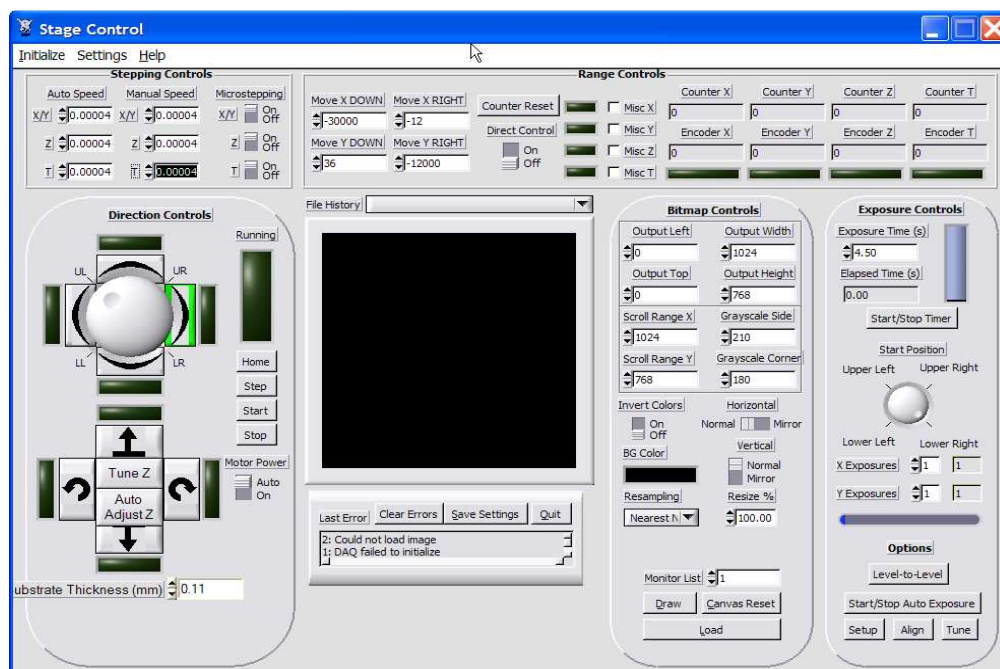 Stage Control
Initialize Settings Help
Stepping Controls
Auto Speed Manual Speed Microstepping
X/Y 0.00004 X/Y 0.00004 X/Y On Off
Z 0.00004 Z 0.00004 Z On Off
T 0.00004 T 0.00004 T On Off
Range Controls
Move X DOWN Move X RIGHT Counter Reset
-30000 -12
Direct Control
Move Y DOWN Move Y RIGHT On
36 -12000 Off
Misc X
Misc Y
Misc Z
Misc T
Counter X Counter Y Counter Z Counter T
0 0 0 0
Encoder X Encoder Y Encoder Z Encoder T
0 0 0 0
Direction Controls
Running
UL UR
LL LR
Home
Step
Start
Stop
Motor Power
Auto
On
Tune Z
Auto
Adjust Z
ubstrate Thickness (mm) 0.11
File History
Last Error Clear Errors Save Settings Quit
2: Could not load image
1: DAQ failed to initialize
Bitmap Controls
Output Left Output Width
0 1024
Output Top Output Height
0 768
Scroll Range X Grayscale Side
1024 210
Scroll Range Y Grayscale Corner
768 180
Invert Colors Horizontal
On Off Normal Mirror
BG Color Vertical
Normal
Mirror
Resampling Resize %
Nearest N 100.00
Monitor List 1
Draw Canvas Reset
Load
Exposure Controls
Exposure Time (s)
4.50
Elapsed Time (s)
0.00
Start/Stop Timer
Start Position
Upper Left Upper Right
Lower Left Lower Right
X Exposures 1 1
Y Exposures 1 1
Options
Level-to-Level
Start/Stop Auto Exposure
Setup Align Tune